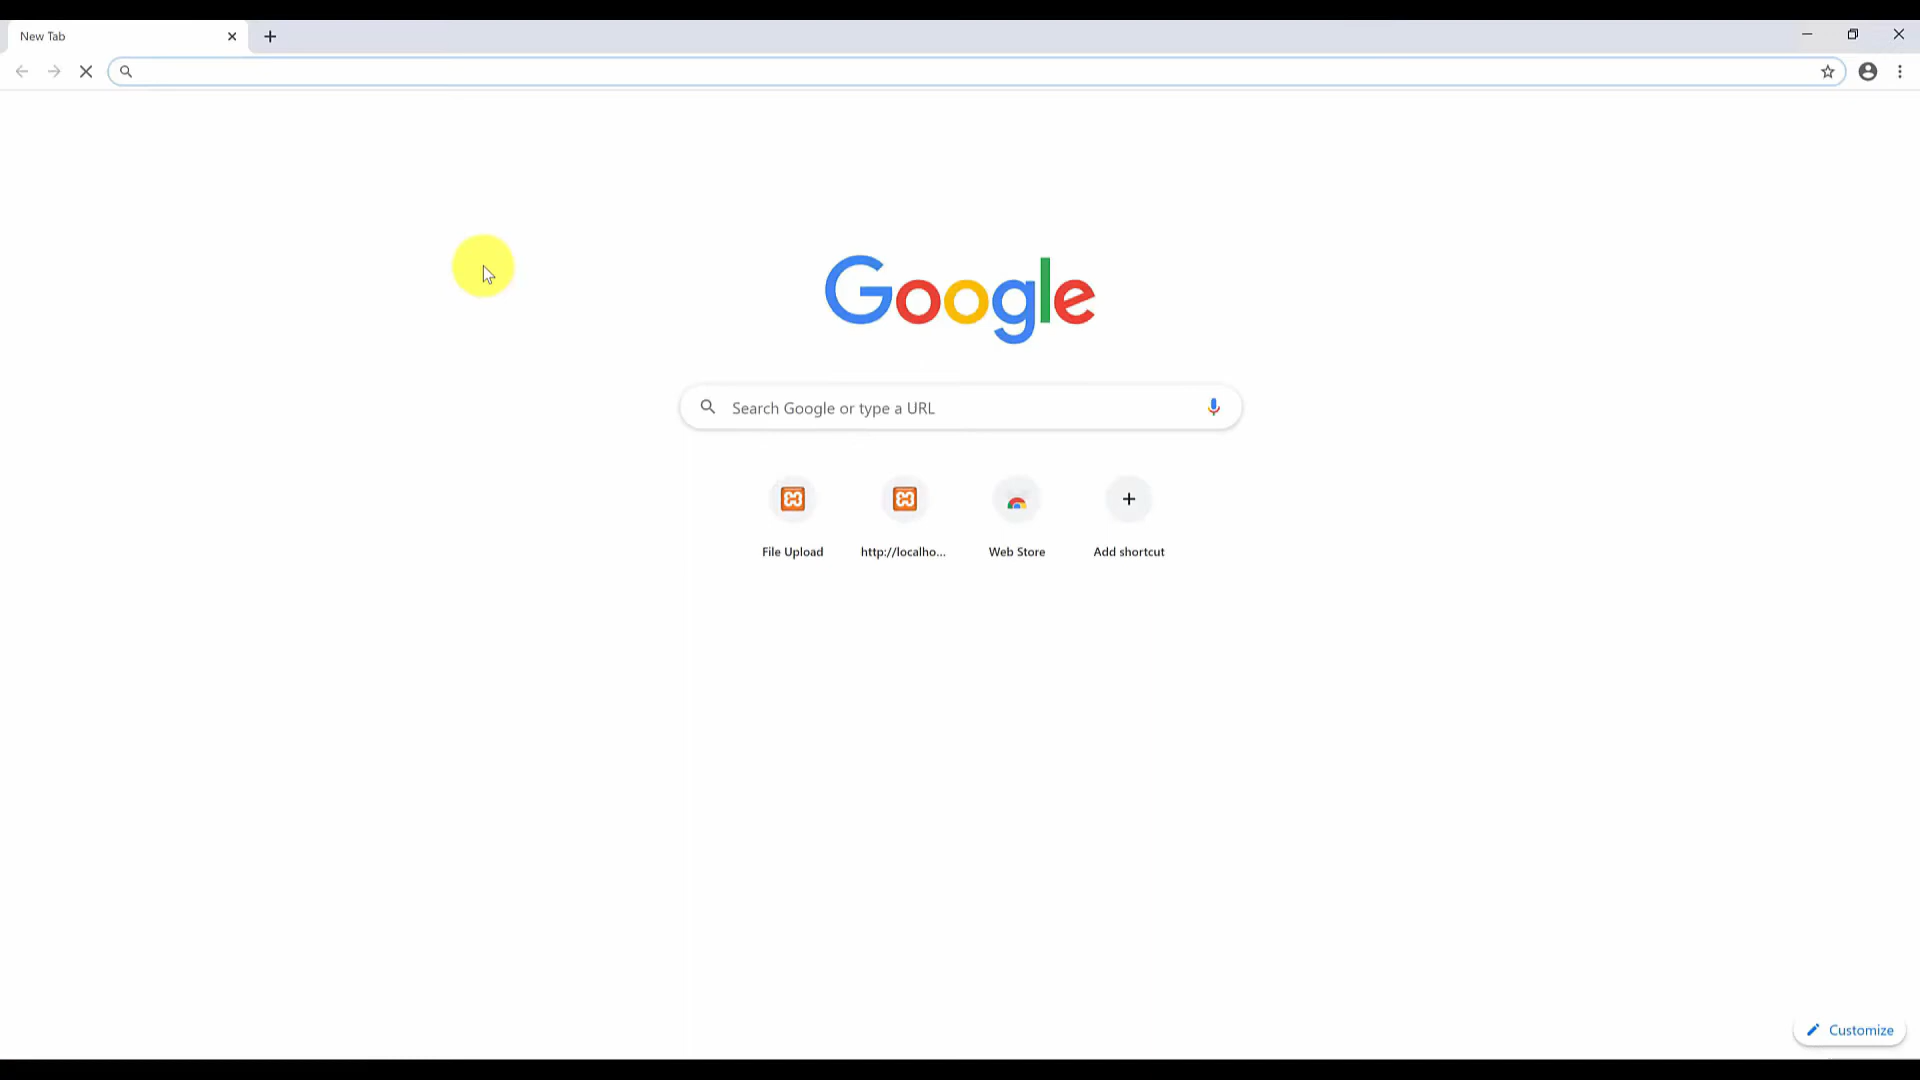 New Tab
Google
Search Google or type a URL
File Upload
http://localho...
Web Store
Add shortcut
Customize